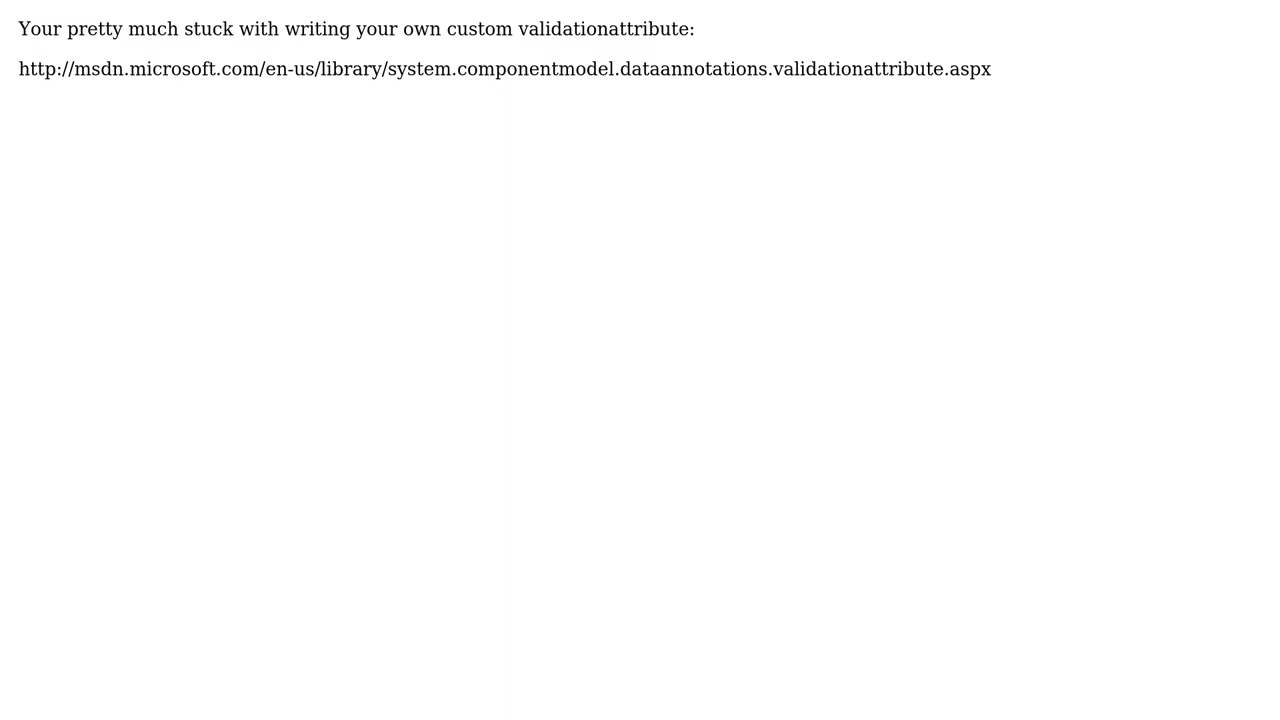 Your pretty much stuck with writing your own custom validationattribute:
http://msdn.microsoft.com/en-us/library/system.componentmodel.dataannotations.validationattribute.aspx